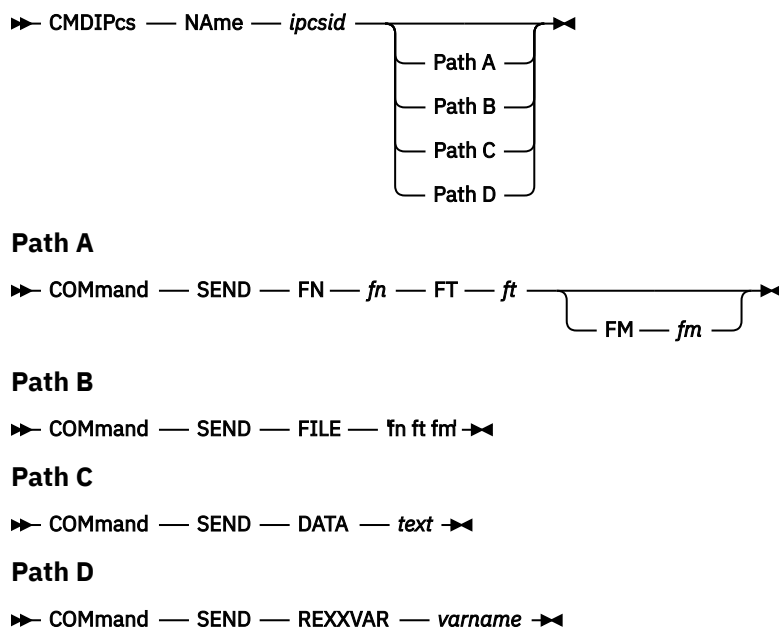 CMDIPcs NAme ipcsid
Path A
Path B
Path C
Path D
Path A
COMmand SEND FN fn FT ft
FM fm
Path B
COMmand SEND FILE 'fn ft fm'
Path C
COMmand SEND DATA text
Path D
COMmand SEND REXXVAR varname